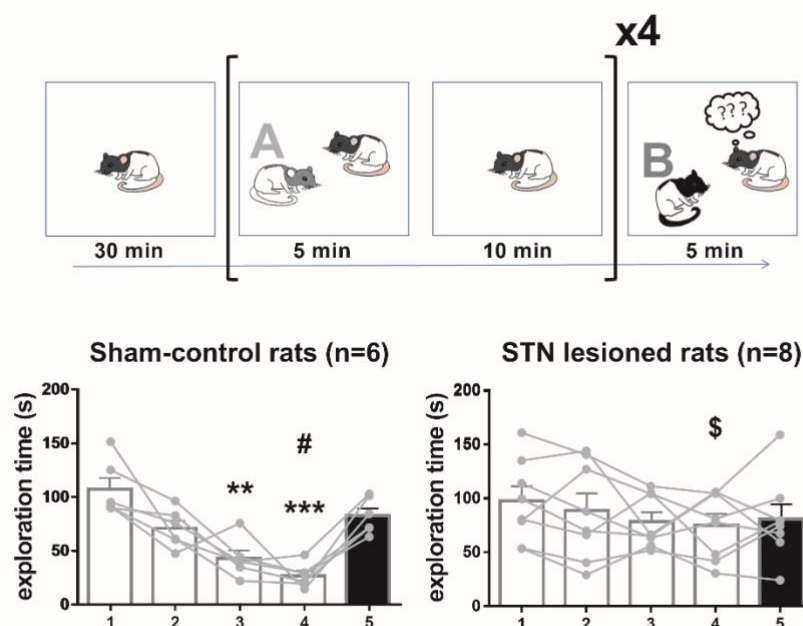 x4
A
???
B
30 min
5 min
10 min
5 min
Sham-control rats (n=6)
exploration time (s)
200
150
100
50
0
#
**
***
1 2 3 4 5
STN lesioned rats (n=8)
exploration time (s)
200
150
100
50
0
$
1 2 3 4 5